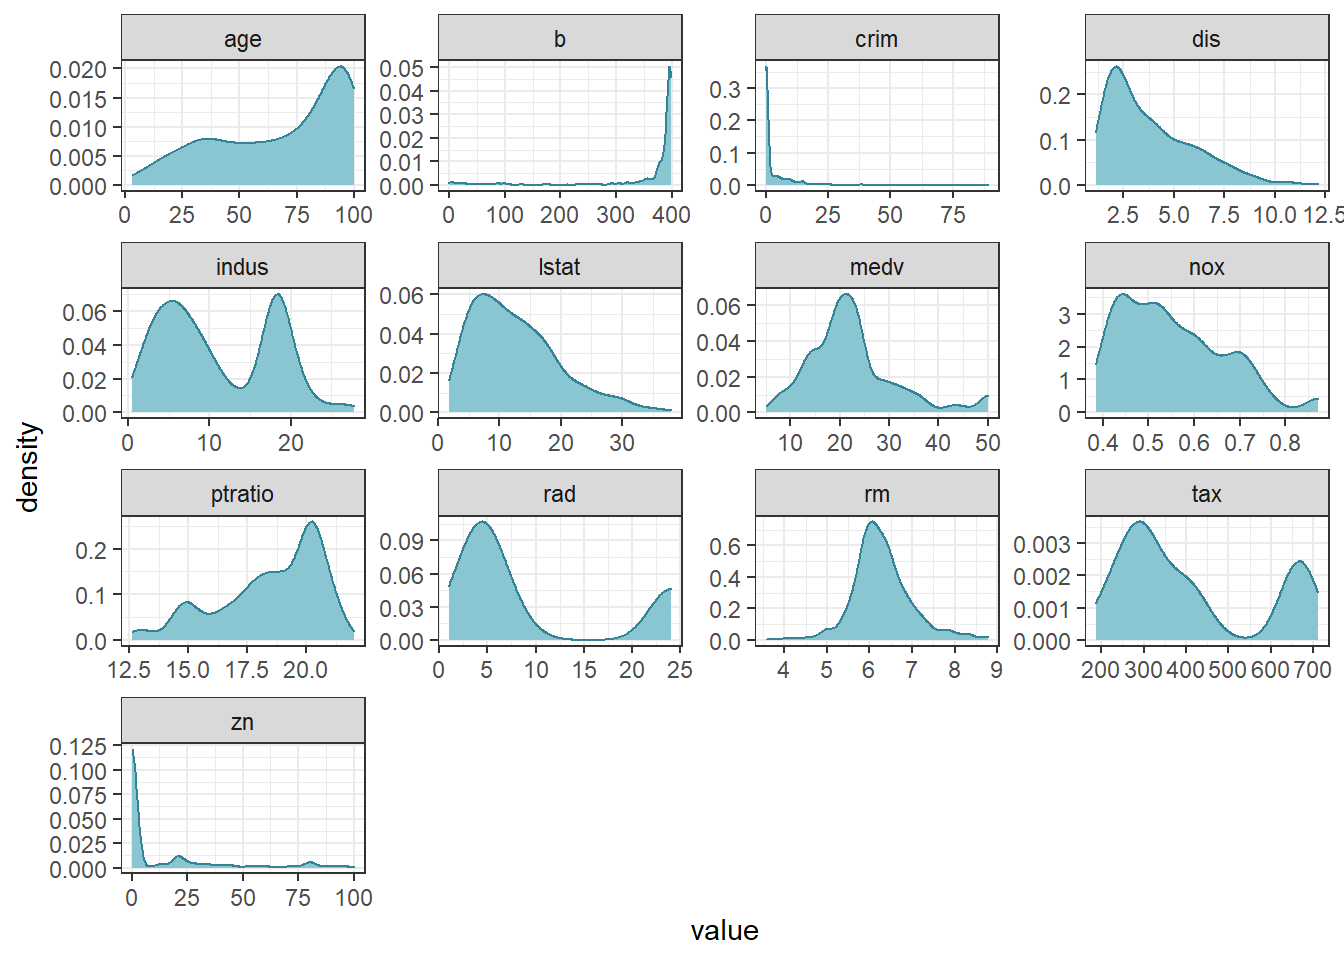 age b crim dis
0.020 0.05
0.015 0.04 0.3 0.2
0.010 0.03 0.2
0.005 0.02 0.1 0.1
0.000 0.01 0.0 0.0
0.00
0 25 50 75 100 0 100 200 300 400 0 25 50 75 2.5 5.0 7.5 10.0 12.5
indus lstat medv nox
0.06 0.06 0.06 3
0.04 0.04 0.04 2
0.02 0.02 0.02 1
0.00 0.00 0.00 0
0 10 20 0 10 20 30 10 20 30 40 50 0.4 0.5 0.6 0.7 0.8
density
ptratio rad rm tax
0.2 0.09 0.6 0.003
0.1 0.06 0.4 0.002
0.0 0.03 0.2 0.001
0.00 0.0 0.000
12.5 15.0 17.5 20.0 0 5 10 15 20 25 4 5 6 7 8 9 200 300 400 500 600 700
zn
0.125
0.100
0.075
0.050
0.025
0.000
0 25 50 75 100
value